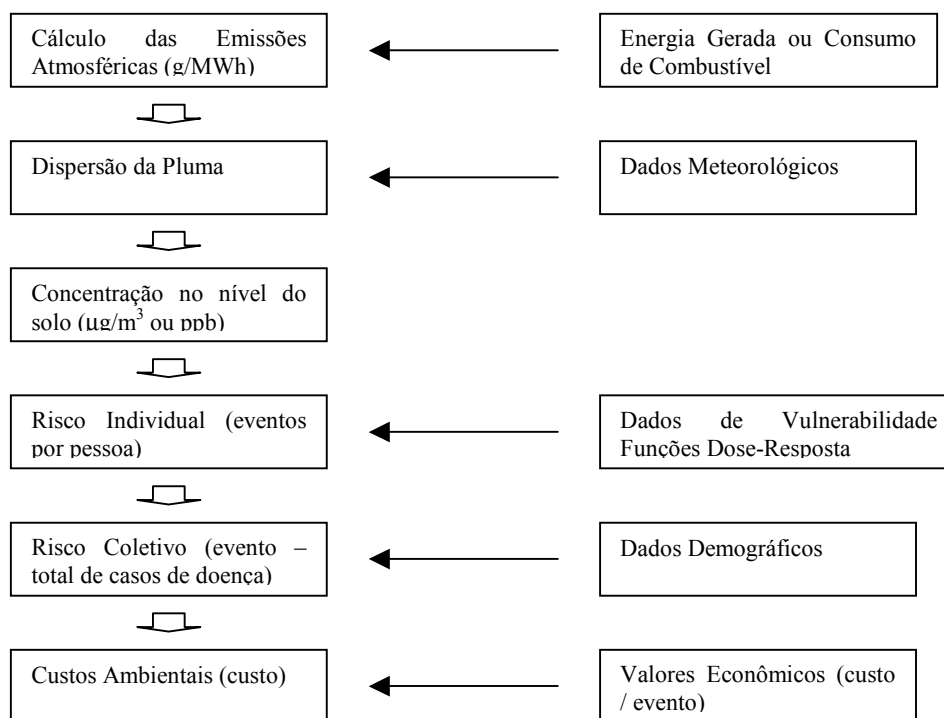 Cálculo das Emissões
Atmosféricas (g/MWh)
Energia Gerada ou Consumo
de Combustível
Dispersão da Pluma
Dados Meteorológicos
Concentração no nível do
solo (µg/m³ ou ppb)
Risco Individual (eventos
por pessoa)
Dados de Vulnerabilidade
Funções Dose-Resposta
Risco Coletivo (evento –
total de casos de doença)
Dados Demográficos
Custos Ambientais (custo)
Valores Econômicos (custo
/ evento)